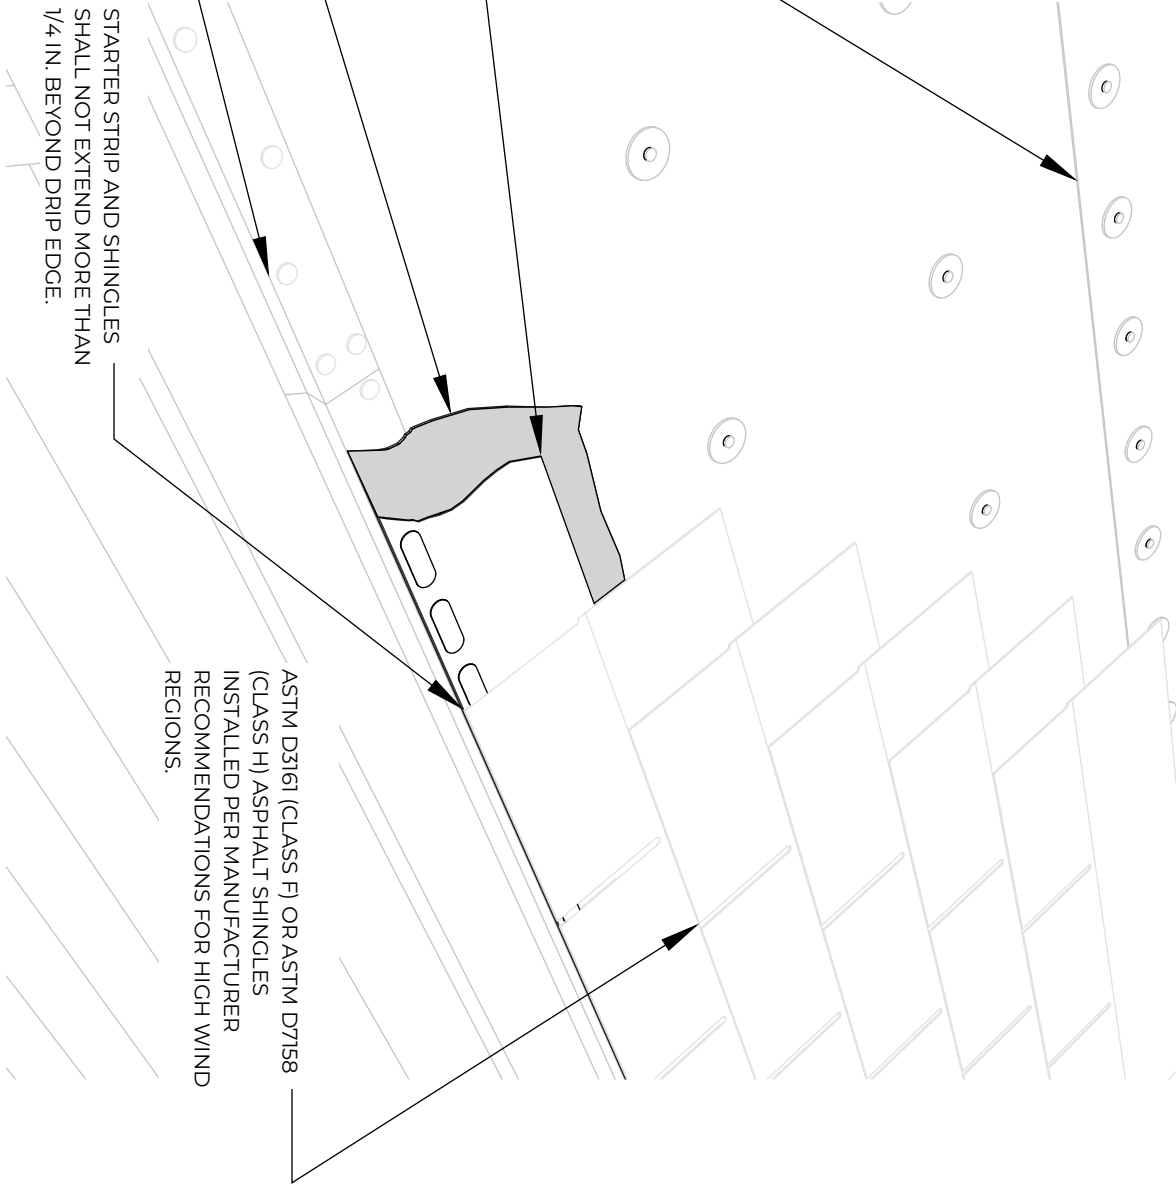 STARTER STRIP AND SHINGLES
SHALL NOT EXTEND MORE THAN
1/4 IN. BEYOND DRIP EDGE.
ASTM D3161 (CLASS F) OR ASTM D7158
(CLASS H) ASPHALT SHINGLES
INSTALLED PER MANUFACTURER
RECOMMENDATIONS FOR HIGH WIND
REGIONS.